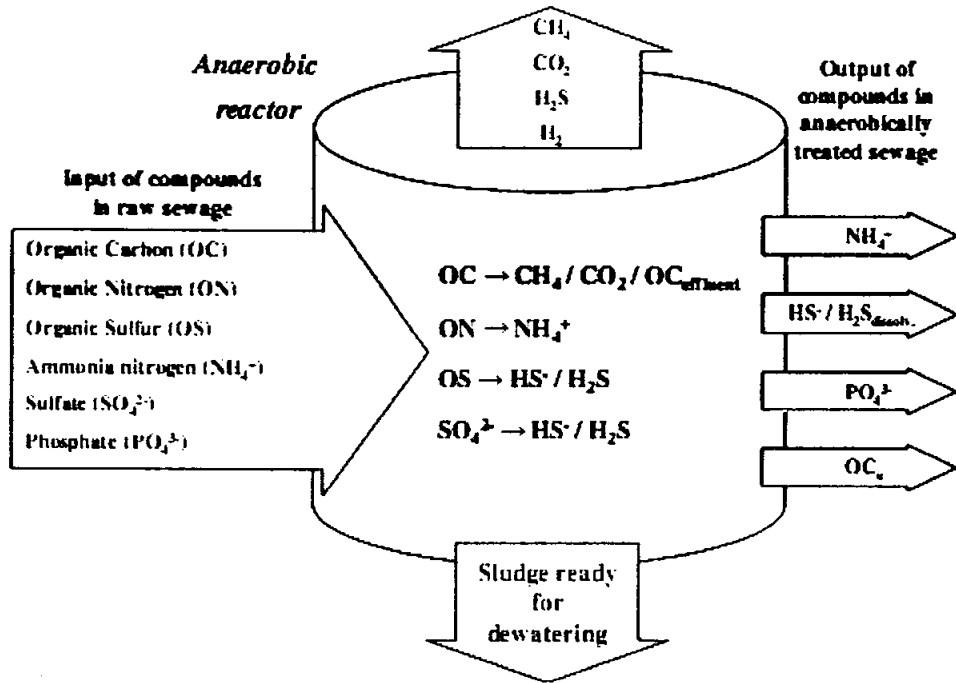 CH₄
CO₂
H₂S
H₂
Anaerobic
reactor
Output of
compounds in
anaerobically
treated sewage
Input of compounds
in raw sewage
Organic Carbon (OC)
Organic Nitrogen (ON)
Organic Sulfur (OS)
Ammonia nitrogen (NH₄⁺)
Sulfate (SO₄²⁻)
Phosphate (PO₄³⁻)
OC → CH₄ / CO₂ / OCeffluent
ON → NH₄⁺
OS → HS⁻ / H₂S
SO₄²⁻ → HS⁻ / H₂S
NH₄⁺
HS⁻ / H₂Sdissolv.
PO₄³⁻
OC
Sludge ready
for
dewatering